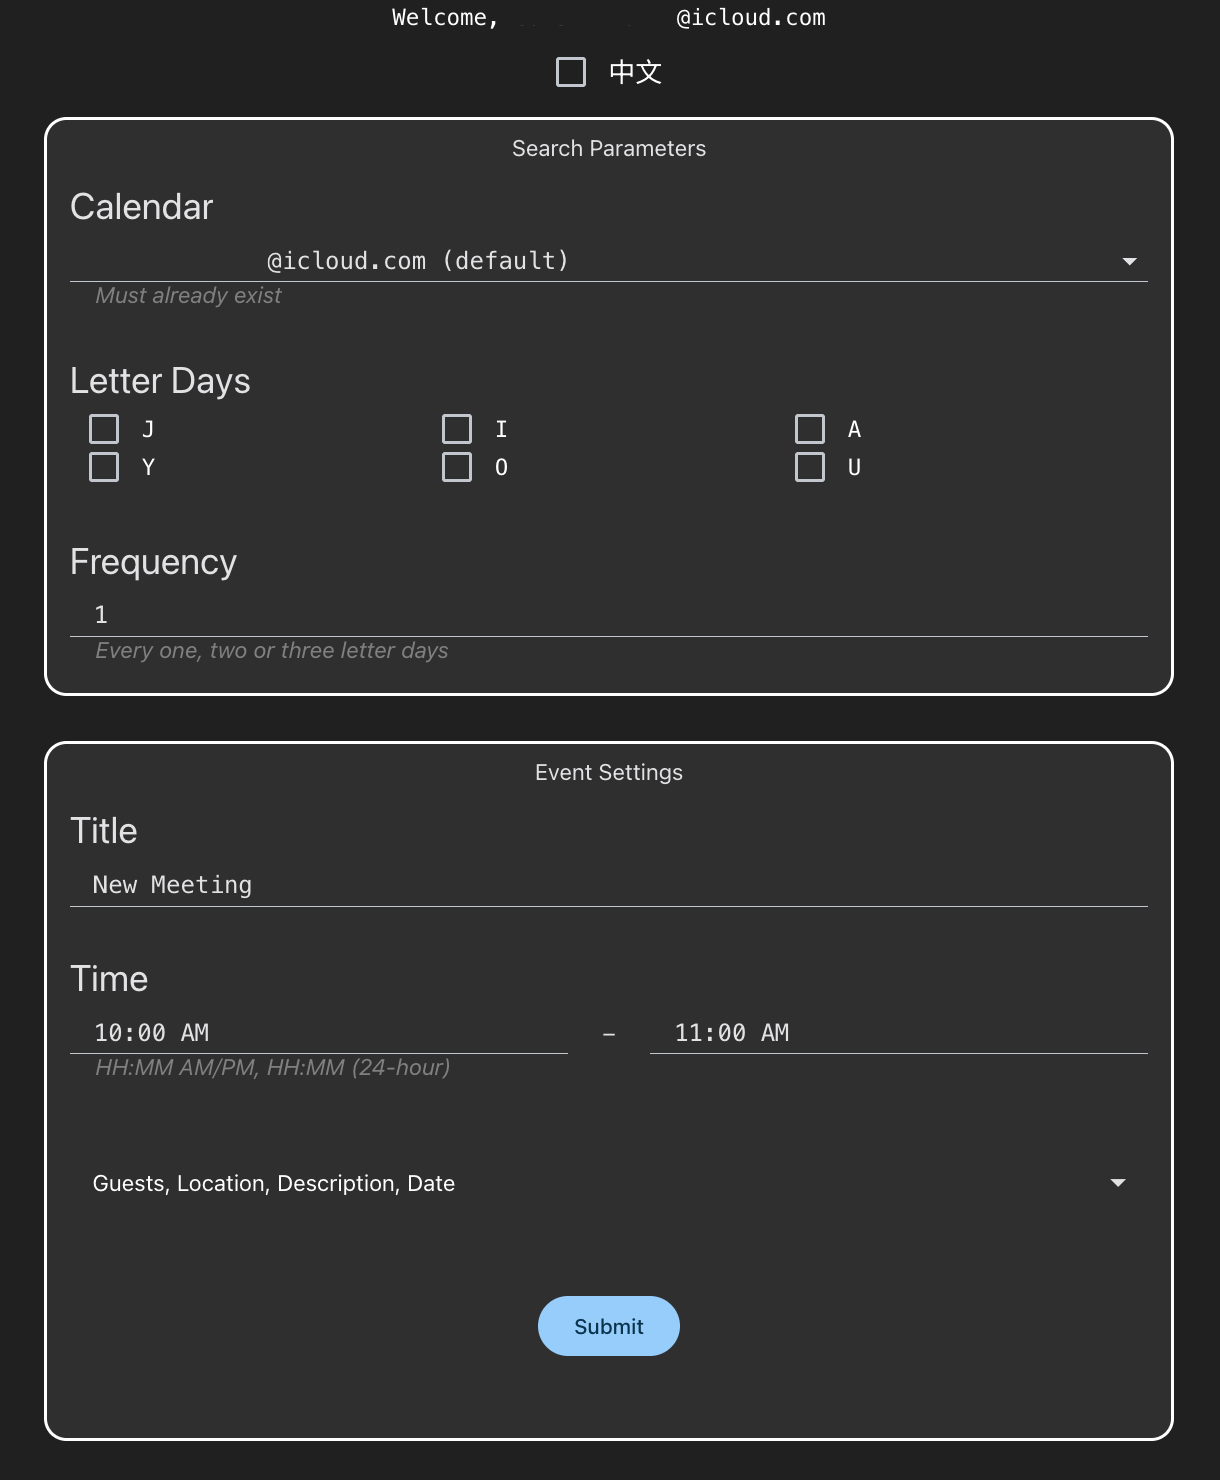 Welcome, @icloud.com
中文
Search Parameters
Calendar
@icloud.com (default)
Must already exist
Letter Days
J I A
Y O U
Frequency
1
Every one, two or three letter days
Event Settings
Title
New Meeting
Time
10:00 AM – 11:00 AM
HH:MM AM/PM, HH:MM (24-hour)
Guests, Location, Description, Date
Submit